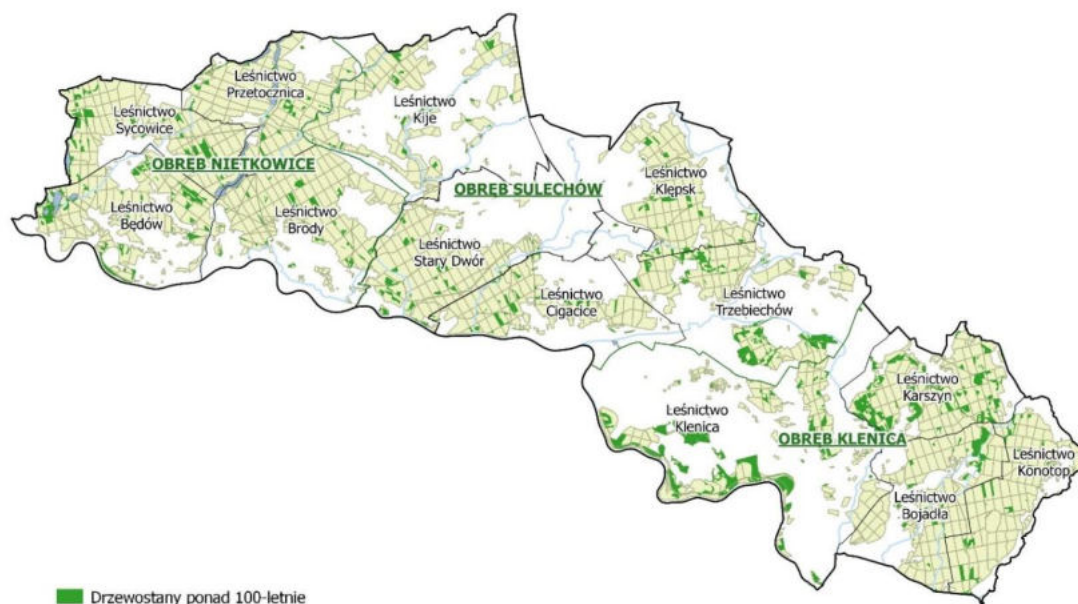 Leśnictwo
Przetocznica
Leśnictwo
Kije
Leśnictwo
Sycowice
OBRĘB NIETKOWICE
Leśnictwo
Klępsk
OBRĘB SULECHÓW
Leśnictwo
Będów
Leśnictwo
Brody
Leśnictwo
Stary Dwór
Leśnictwo
Cigacice
Leśnictwo
Trzebiechów
Leśnictwo
Karszyn
Leśnictwo
Klenica
OBRĘB KLENICA
Leśnictwo
Konotop
Leśnictwo
Bojadła
Drzewostany ponad 100-letnie